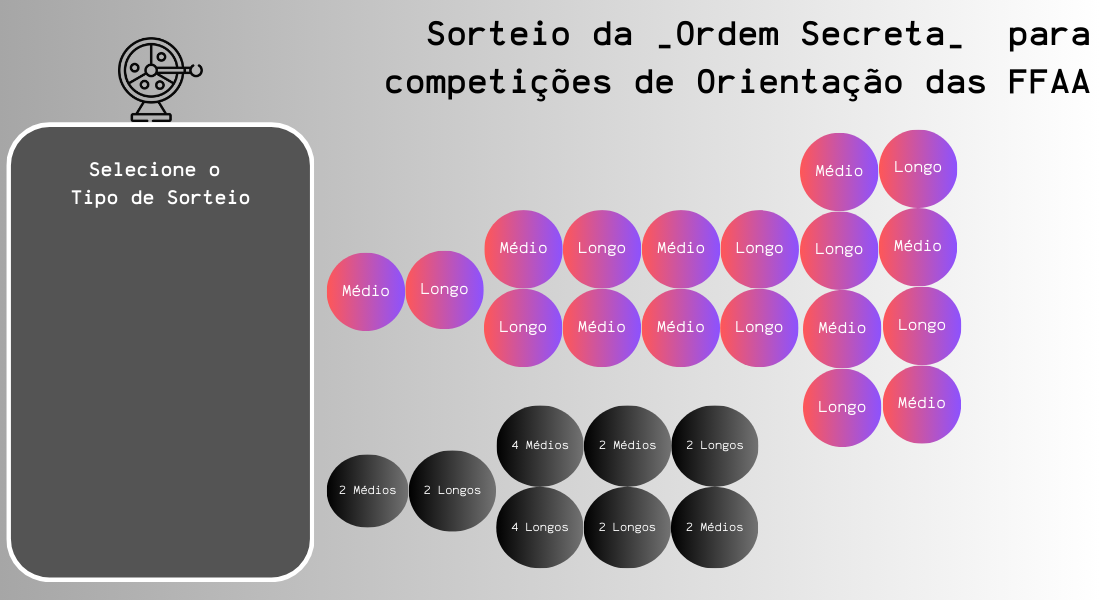 Sorteio da _Ordem Secreta_ para
competições de Orientação das FFAA
Selecione o
Tipo de Sorteio
Médio Longo
Médio Longo Médio Longo Longo Médio
Médio Longo
Longo Médio Médio Longo Médio Longo
Longo Médio
4 Médios 2 Médios 2 Longos
2 Médios 2 Longos
4 Longos 2 Longos 2 Médios